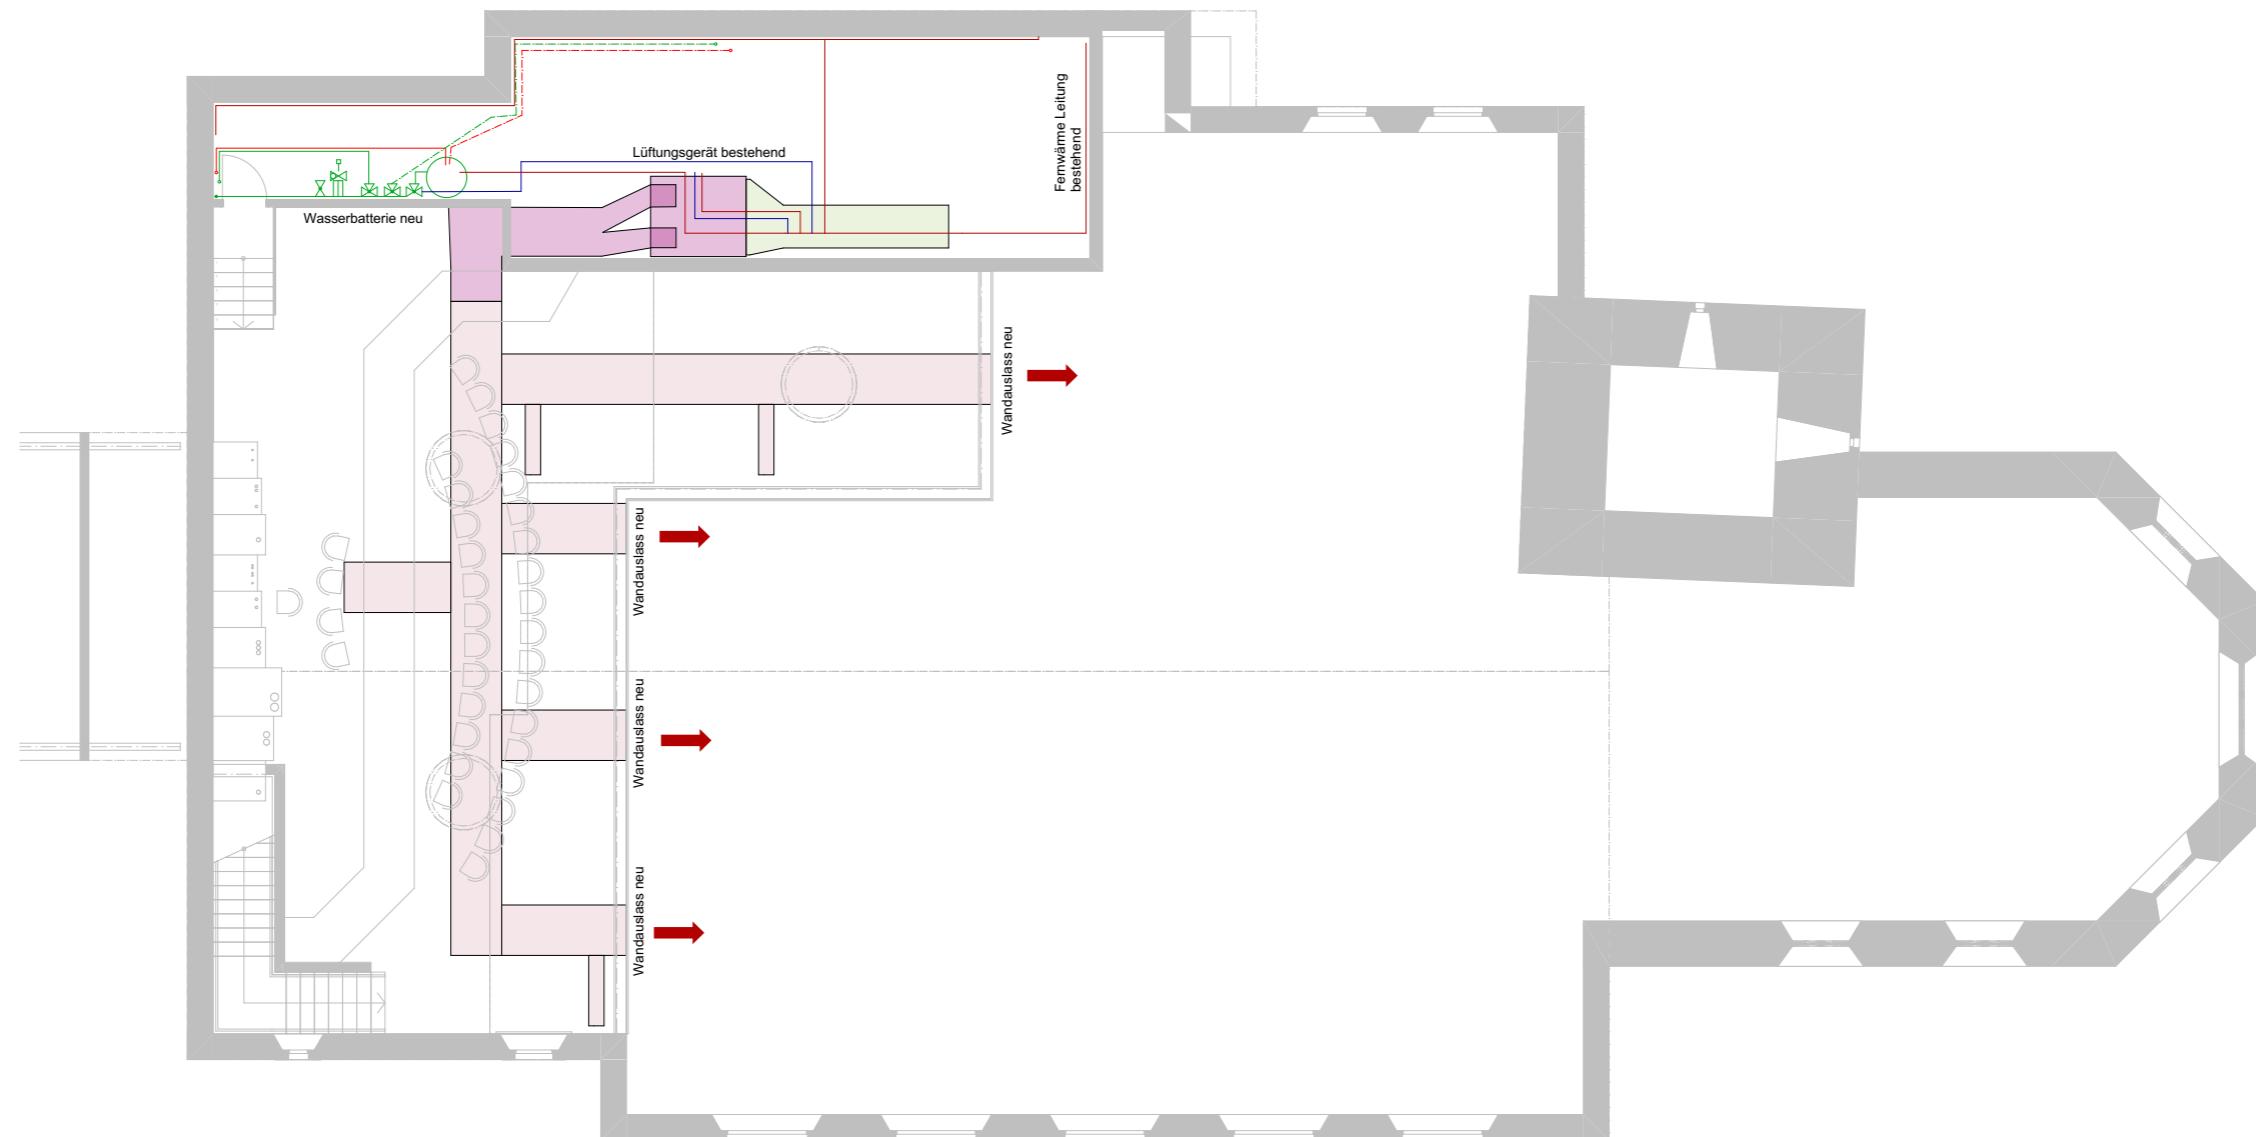 Lüftungsgerät bestehend
Fernwärme Leitung
bestehend
Wasserbatterie neu
Wandauslass neu
Wandauslass neu
Wandauslass neu
Wandauslass neu